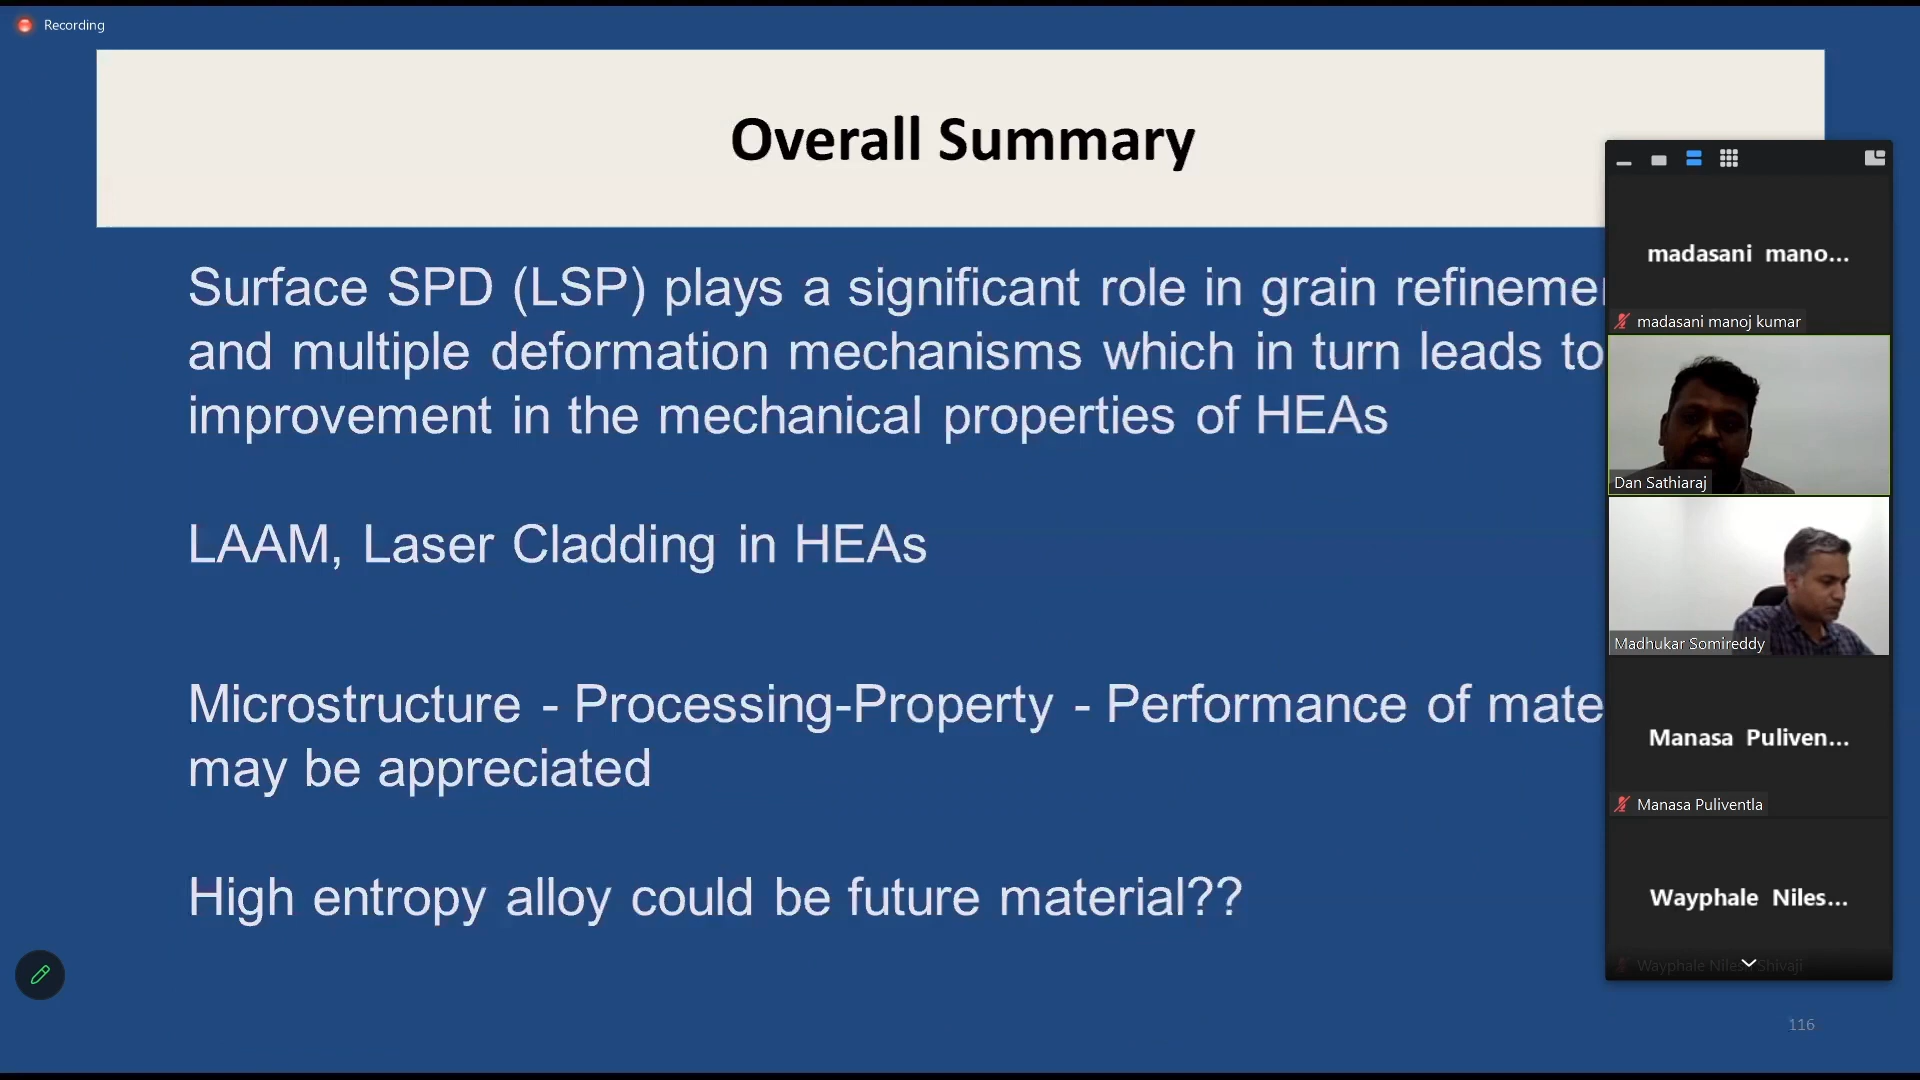 Recording
Overall Summary
Surface SPD (LSP) plays a significant role in grain
and multiple deformation mechanisms which in turn leads to
improvement in the mechanical properties of HEAs
LAAM, Laser Cladding in HEAs
Microstructure - Processing-Property - Performance of
may be appreciated
High entropy alloy could be future material??
116
madasani mano...
madasani manoj kumar
Dan Sathiaraj
Madhukar Somireddy
Manasa Puliven...
Manasa Puliventla
Wayphale Niles...
Wayphale Nilesh Shivaji